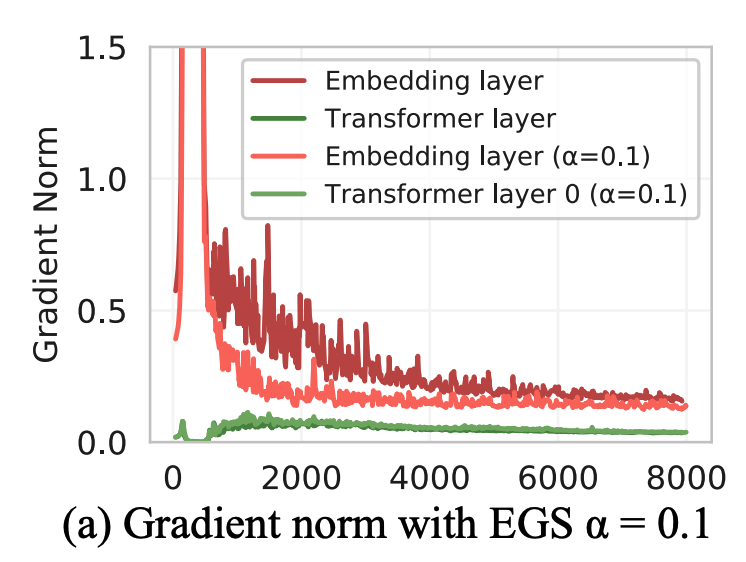 1.5
1.0
0.5
0.0
Gradient Norm
Embedding layer
Transformer layer
Embedding layer (α=0.1)
Transformer layer 0 (α=0.1)
0 2000 4000 6000 8000
(a) Gradient norm with EGS α = 0.1